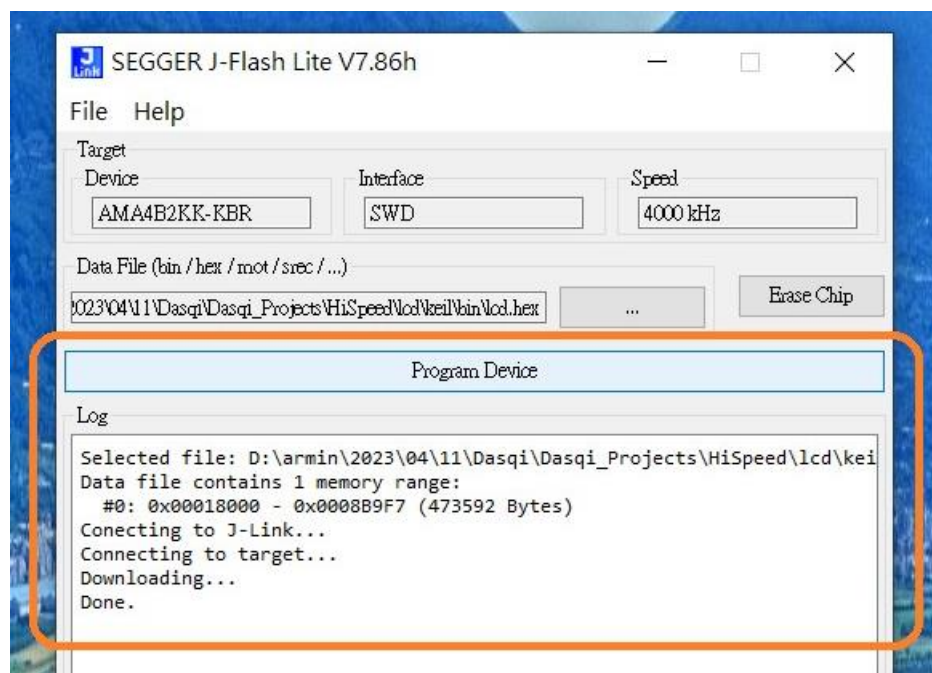 J
Link
SEGGER J-Flash Lite V7.86h
File Help
Target
Device Interface Speed
AMA4B2KK-KBR SWD 4000 kHz
Data File (bin / hex / mot / srec / ...)
2023\04\11\Dasqi\Dasqi_Projects\HiSpeed\lcd\keil\bin\lcd.hex ... Erase Chip
Program Device
Log
Selected file: D:\armin\2023\04\11\Dasqi\Dasqi_Projects\HiSpeed\lcd\kei
Data file contains 1 memory range:
#0: 0x00018000 - 0x0008B9F7 (473592 Bytes)
Conecting to J-Link...
Connecting to target...
Downloading...
Done.